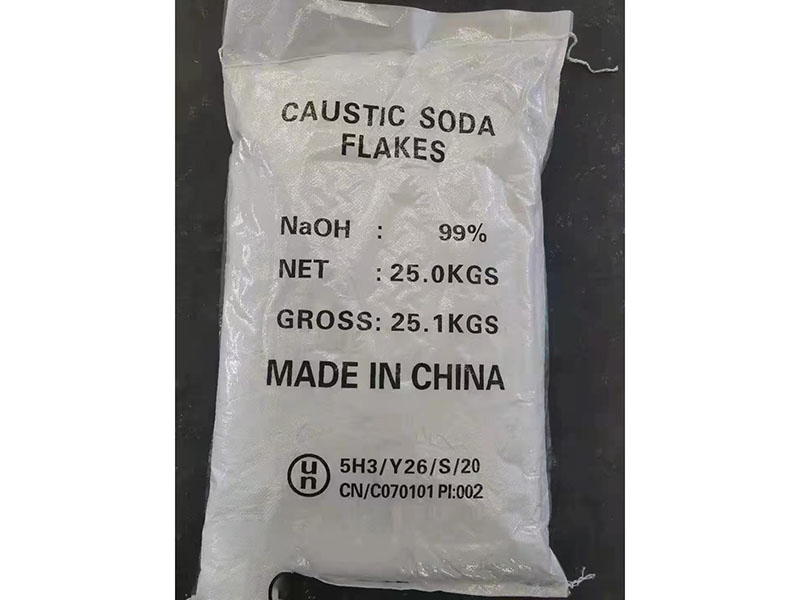 CAUSTIC SODA
FLAKES
NaOH : 99%
NET : 25.0KGS
GROSS: 25.1KGS
MADE IN CHINA
un 5H3/Y26/S/20
CN/C070101 PI:002